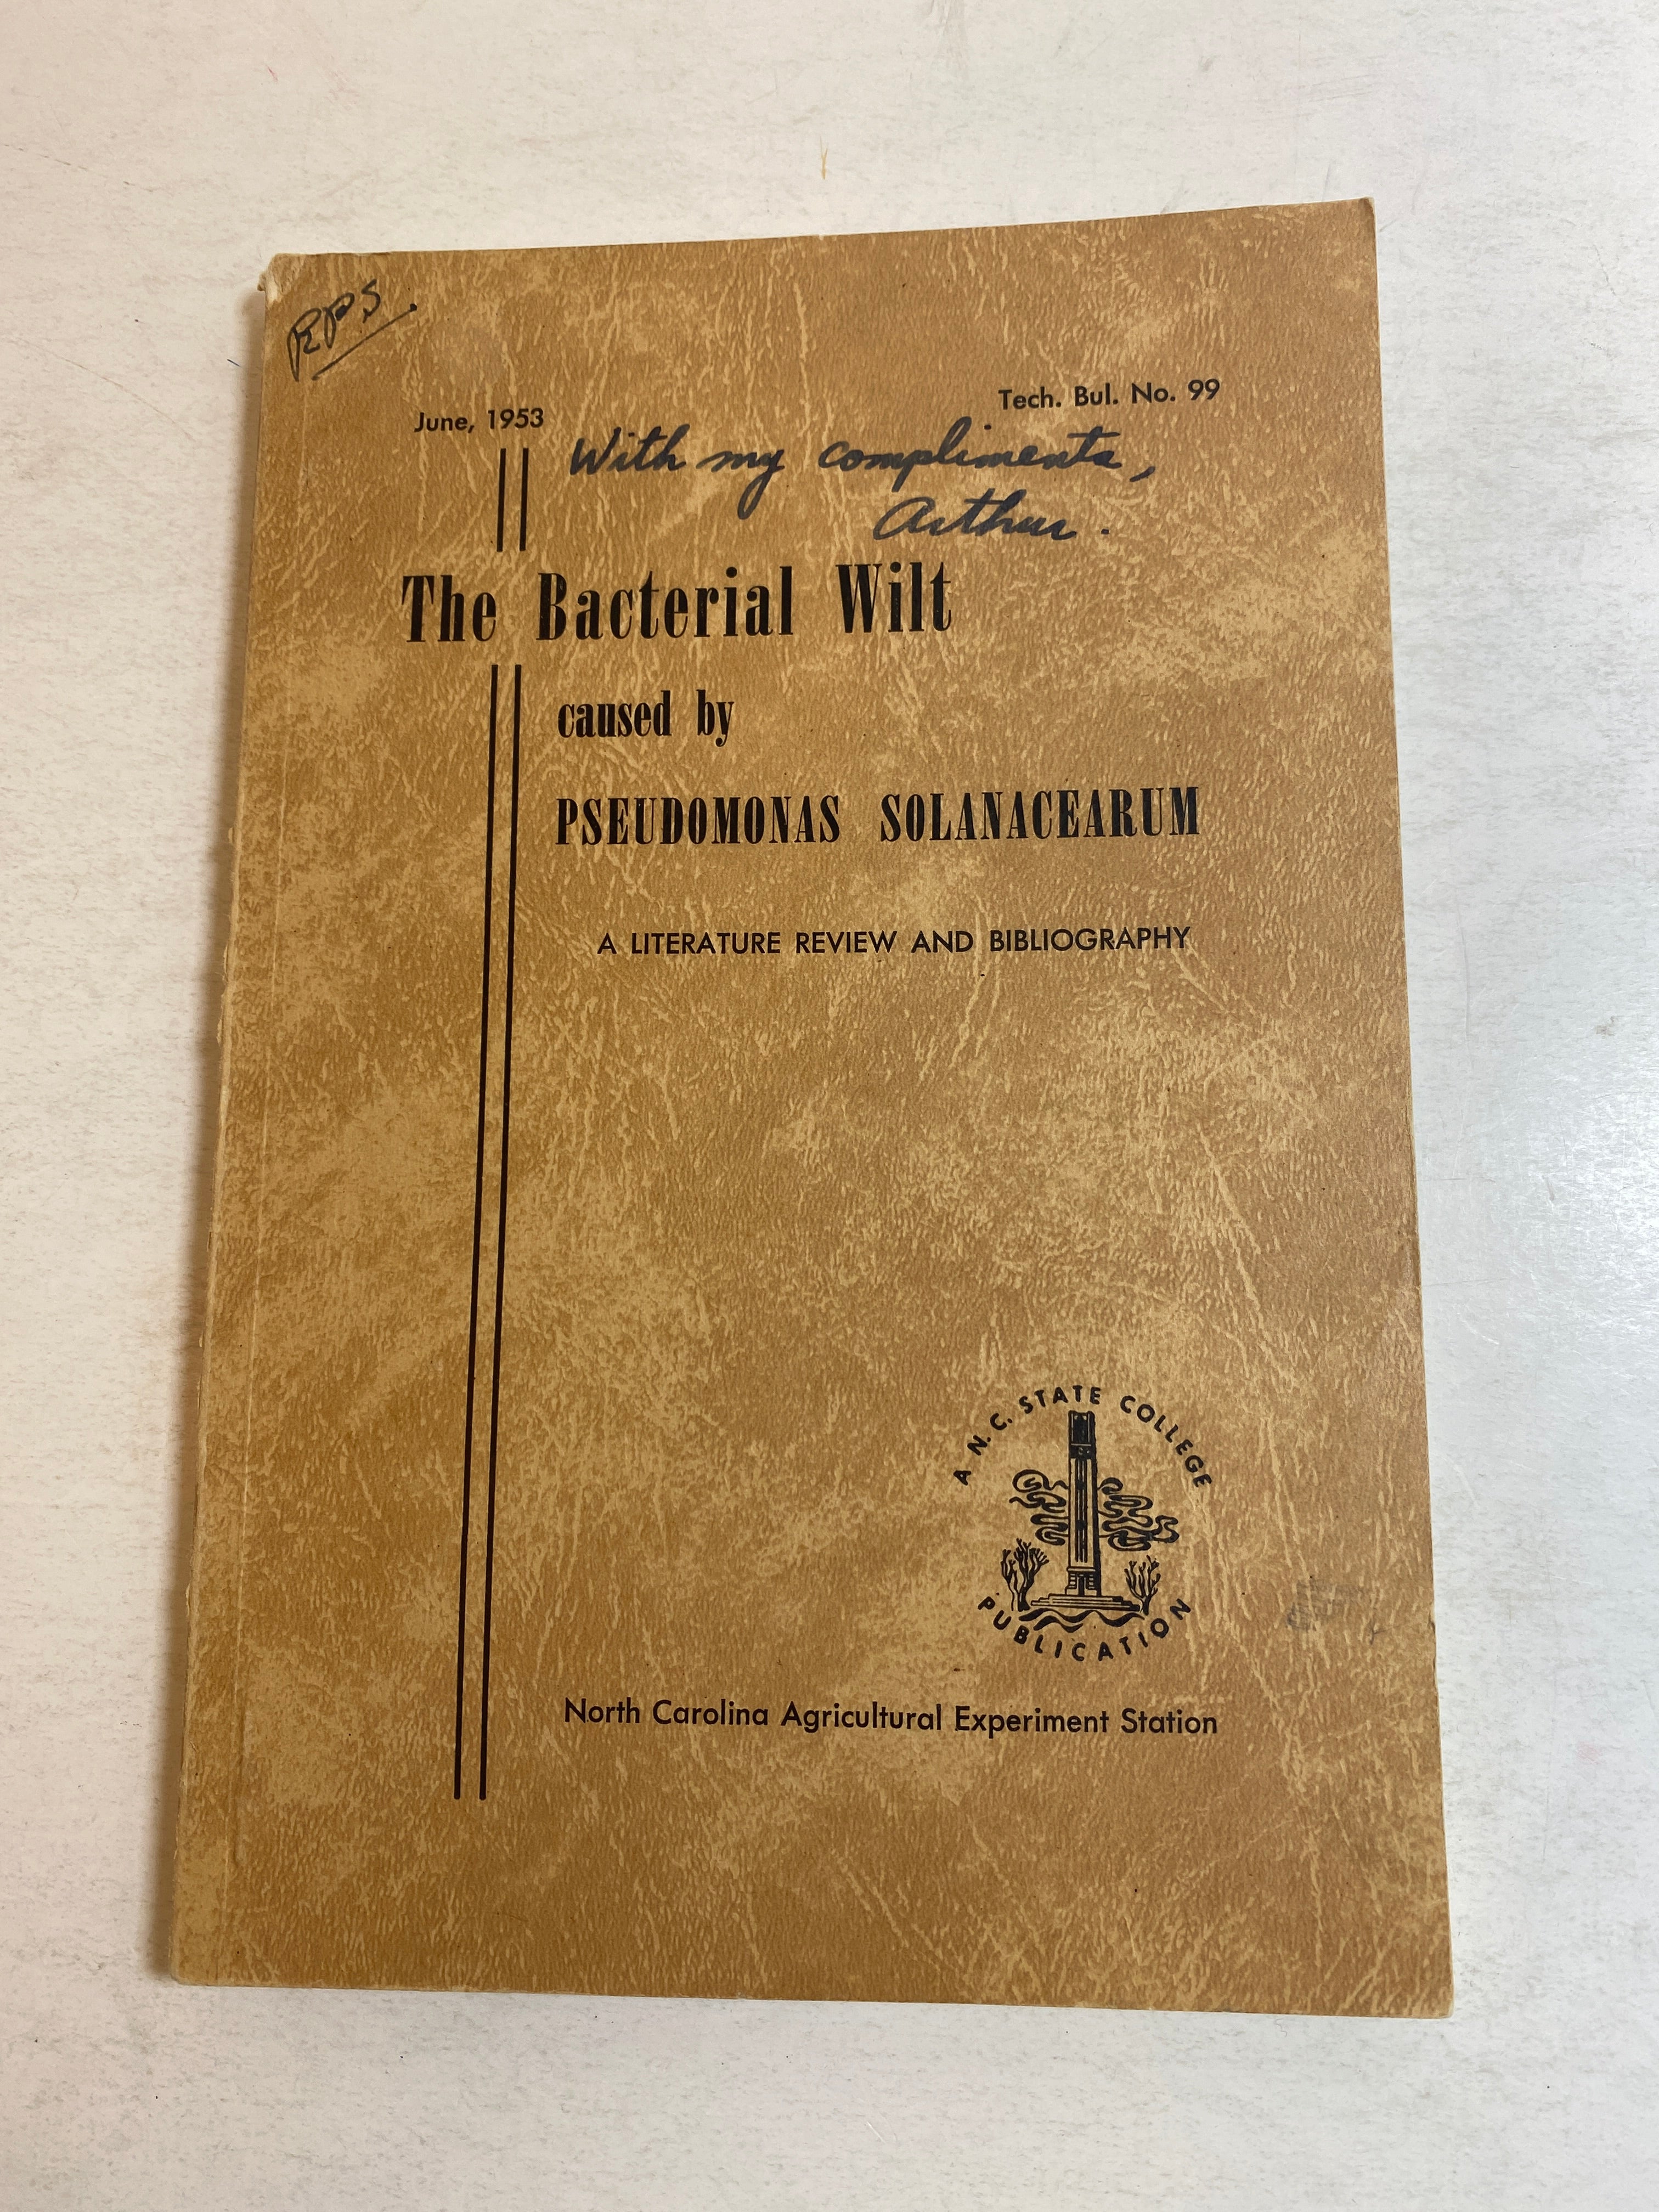 RPS.
June, 1953
Tech. Bul. No. 99
With my compliments,
Arthur.
The Bacterial Wilt
caused by
PSEUDOMONAS SOLANACEARUM
A LITERATURE REVIEW AND BIBLIOGRAPHY
A N. C. STATE COLLEGE
PUBLICATION
North Carolina Agricultural Experiment Station